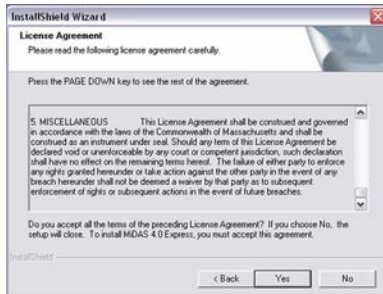 InstallShield Wizard
License Agreement
Please read the following license agreement carefully.
Press the PAGE DOWN key to see the rest of the agreement.
5. MISCELLANEOUS This License Agreement shall be construed and governed
in accordance with the laws of the Commonwealth of Massachusetts and shall be
construed as an instrument under seal. Should any term of this License Agreement be
declared void or unenforceable by any court or competent jurisdiction, such declaration
shall have no effect on the remaining terms hereof. The failure of either party to enforce
any rights granted hereunder or take action against the other party in the event of any
breach hereunder shall not be deemed a waiver by that party as to subsequent
enforcement of rights or subsequent actions in the event of future breaches.
Do you accept all the terms of the preceding License Agreement? If you choose No, the
setup will close. To install MiDAS 4.0 Express, you must accept this agreement.
InstallShield
< Back Yes No